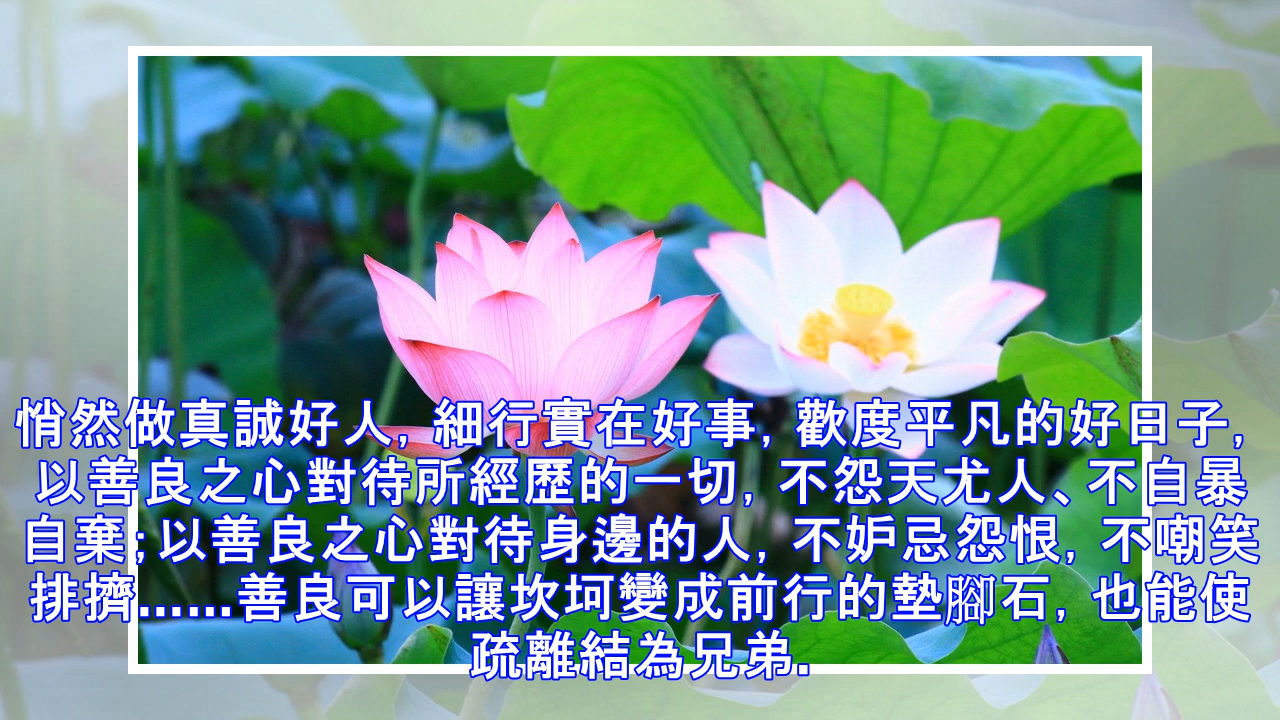 悄然做真誠好人, 細行實在好事, 歡度平凡的好日子,
以善良之心對待所經歷的一切, 不怨天尤人、不自暴
自棄;以善良之心對待身邊的人, 不妒忌怨恨, 不嘲笑
排擠......善良可以讓坎坷變成前行的墊腳石, 也能使
疏離結為兄弟.